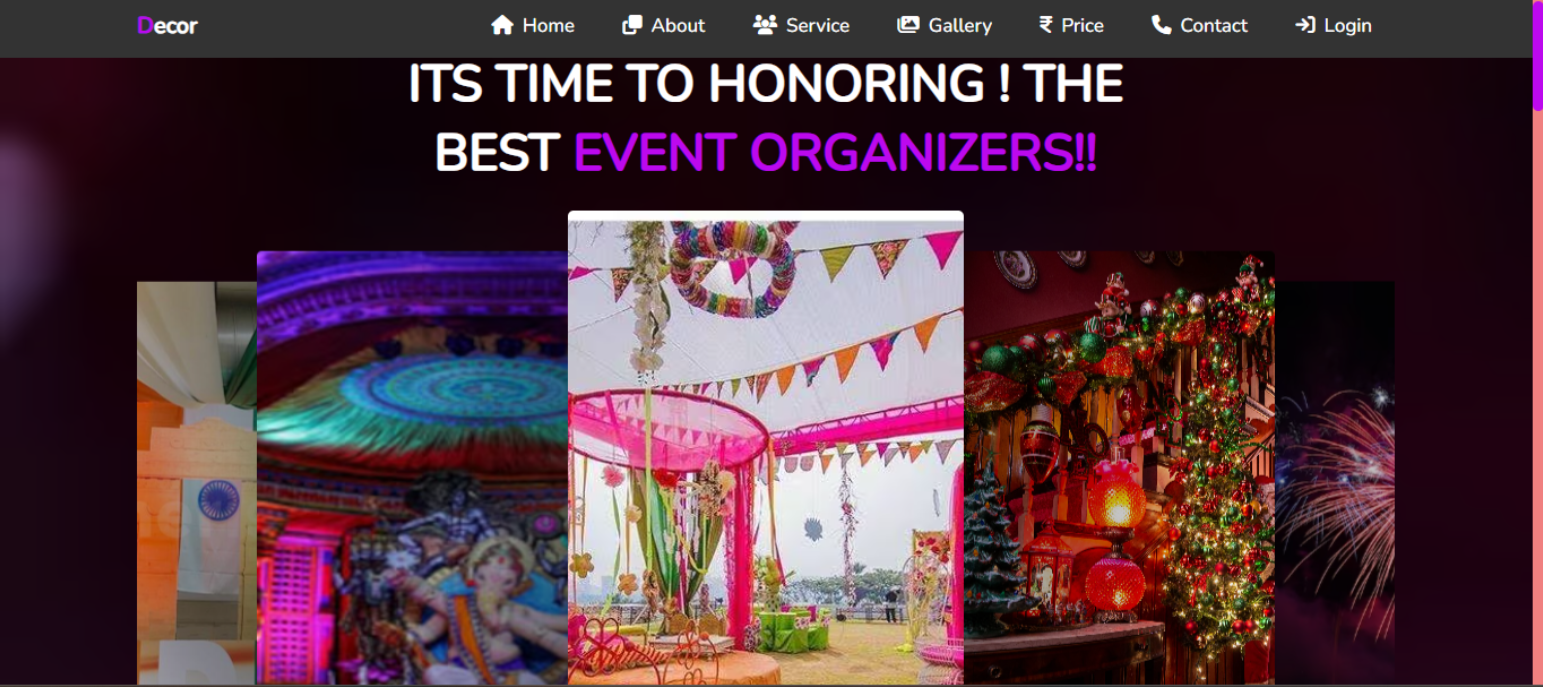 Decor
Home
About
Service
Gallery
Price
Contact
Login
ITS TIME TO HONORING ! THE
BEST EVENT ORGANIZERS!!